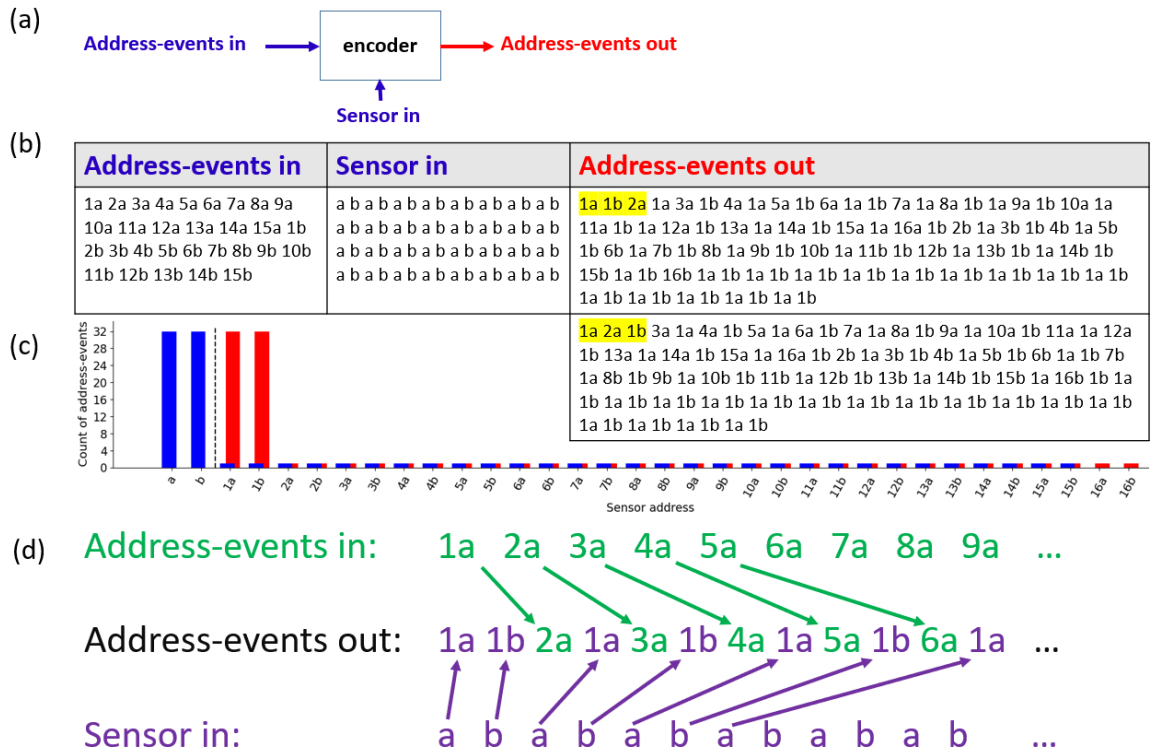 (a)
Address-events in
encoder
Address-events out
Sensor in
(b)
Address-events in
Sensor in
Address-events out
1a 2a 3a 4a 5a 6a 7a 8a 9a
10a 11a 12a 13a 14a 15a 1b
2b 3b 4b 5b 6b 7b 8b 9b 10b
11b 12b 13b 14b 15b
a b a b a b a b a b a b a b a b
a b a b a b a b a b a b a b a b
a b a b a b a b a b a b a b a b
a b a b a b a b a b a b a b a b
1a 1b 2a 1a 3a 1b 4a 1a 5a 1b 6a 1a 1b 7a 1a 8a 1b 1a 9a 1b 10a 1a
11a 1b 1a 12a 1b 13a 1a 14a 1b 15a 1a 16a 1b 2b 1a 3b 1b 4b 1a 5b
1b 6b 1a 7b 1b 8b 1a 9b 1b 10b 1a 11b 1b 12b 1a 13b 1b 1a 14b 1b
15b 1a 1b 16b 1a 1b 1a 1b 1a 1b 1a 1b 1a 1b 1a 1b 1a 1b 1a 1b
1a 1b 1a 1b 1a 1b 1a 1b 1a 1b
1a 2a 1b 3a 1a 4a 1b 5a 1a 6a 1b 7a 1a 8a 1b 9a 1a 10a 1b 11a 1a 12a
1b 13a 1a 14a 1b 15a 1a 16a 1b 2b 1a 3b 1b 4b 1a 5b 1b 6b 1a 1b 7b
1a 8b 1b 9b 1a 10b 1b 11b 1a 12b 1b 13b 1a 14b 1b 15b 1a 16b 1b 1a
1b 1a 1b 1a 1b 1a 1b 1a 1b 1a 1b 1a 1b 1a 1b 1a 1b 1a 1b 1a 1b
1a 1b 1a 1b 1a 1b 1a 1b
(c)
Count of address-events
32
28
24
20
16
12
8
4
0
a b 1a 1b 2a 2b 3a 3b 4a 4b 5a 5b 6a 6b 7a 7b 8a 8b 9a 9b 10a 10b 11a 11b 12a 12b 13a 13b 14a 14b 15a 15b 16a 16b
Sensor address
(d)
Address-events in: 1a 2a 3a 4a 5a 6a 7a 8a 9a ...
Address-events out: 1a 1b 2a 1a 3a 1b 4a 1a 5a 1b 6a 1a ...
Sensor in: a b a b a b a b a b a b ...